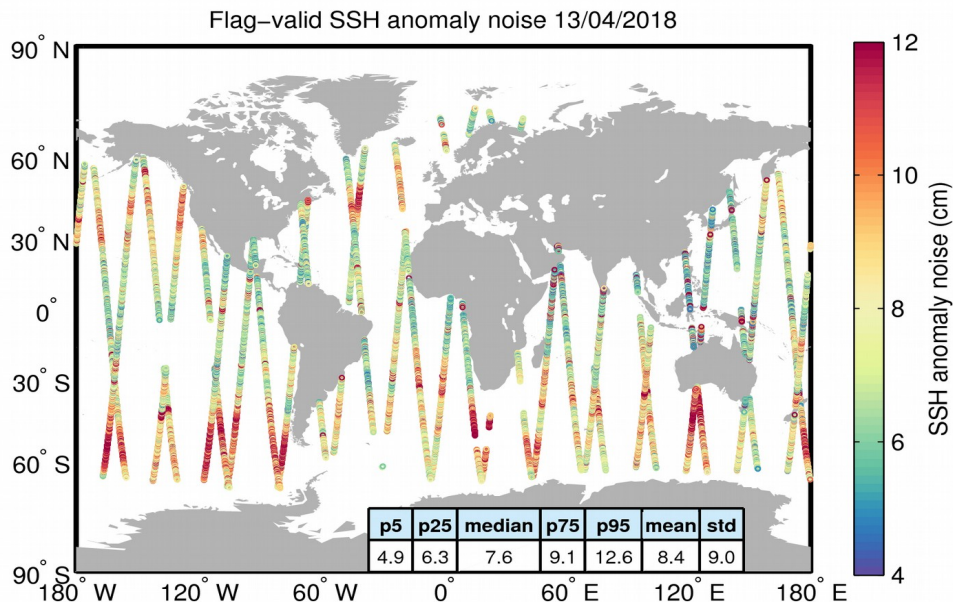 Flag−valid SSH anomaly noise 13/04/2018
90° N
60° N
30° N
0°
30° S
60° S
90° S
180° W
120° W
60° W
0°
60° E
120° E
180° E
p5 p25 median p75 p95 mean std
4.9 6.3 7.6 9.1 12.6 8.4 9.0
12
10
8
6
4
SSH anomaly noise (cm)